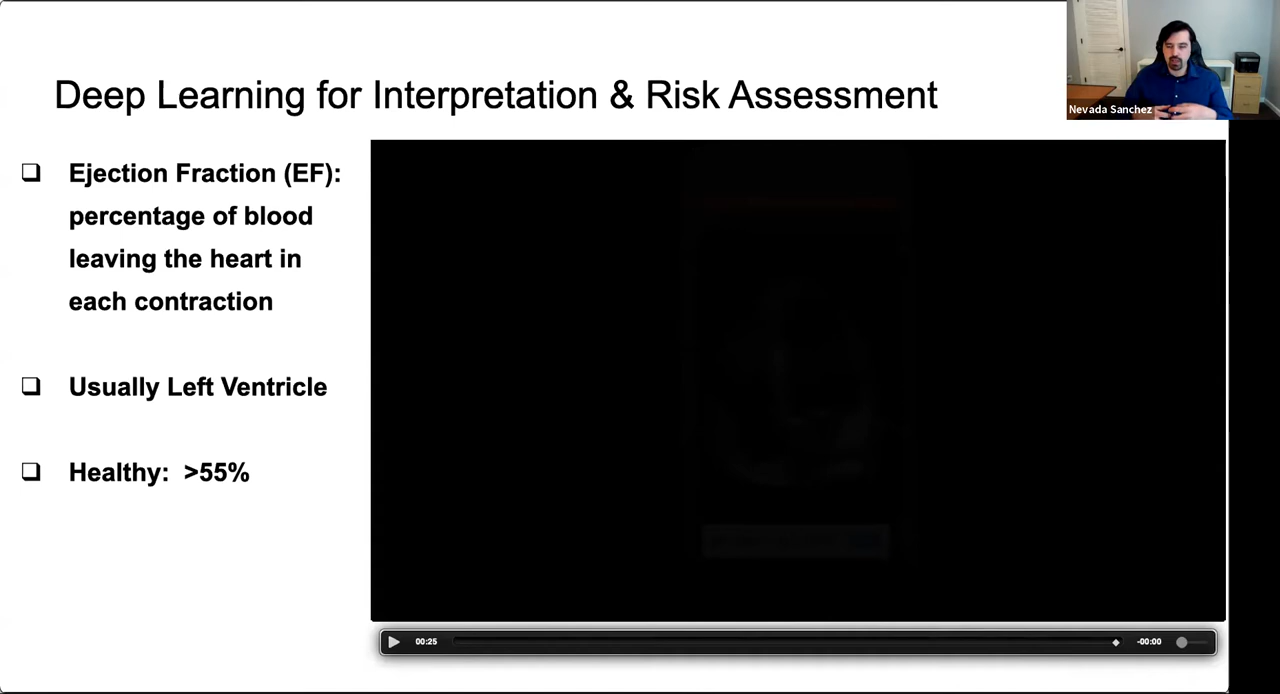 Deep Learning for Interpretation & Risk Assessment
Nevada Sanchez
Ejection Fraction (EF):
percentage of blood
leaving the heart in
each contraction
Usually Left Ventricle
Healthy: >55%
00:25
-00:00